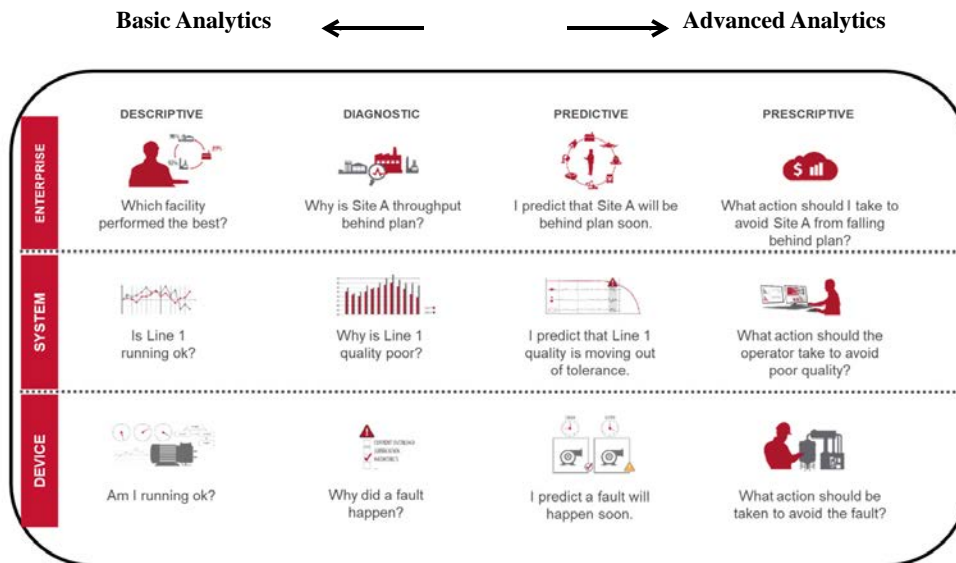 Basic Analytics
Advanced Analytics
DESCRIPTIVE
DIAGNOSTIC
PREDICTIVE
PRESCRIPTIVE
ENTERPRISE
Which facility
performed the best?
Why is Site A throughput
behind plan?
I predict that Site A will be
behind plan soon.
$
What action should I take to
avoid Site A from falling
behind plan?
SYSTEM
Is Line 1
running ok?
Why is Line 1
quality poor?
I predict that Line 1
quality is moving out
of tolerance.
What action should the
operator take to avoid
poor quality?
DEVICE
Am I running ok?
Why did a fault
happen?
I predict a fault will
happen soon.
What action should be
taken to avoid the fault?